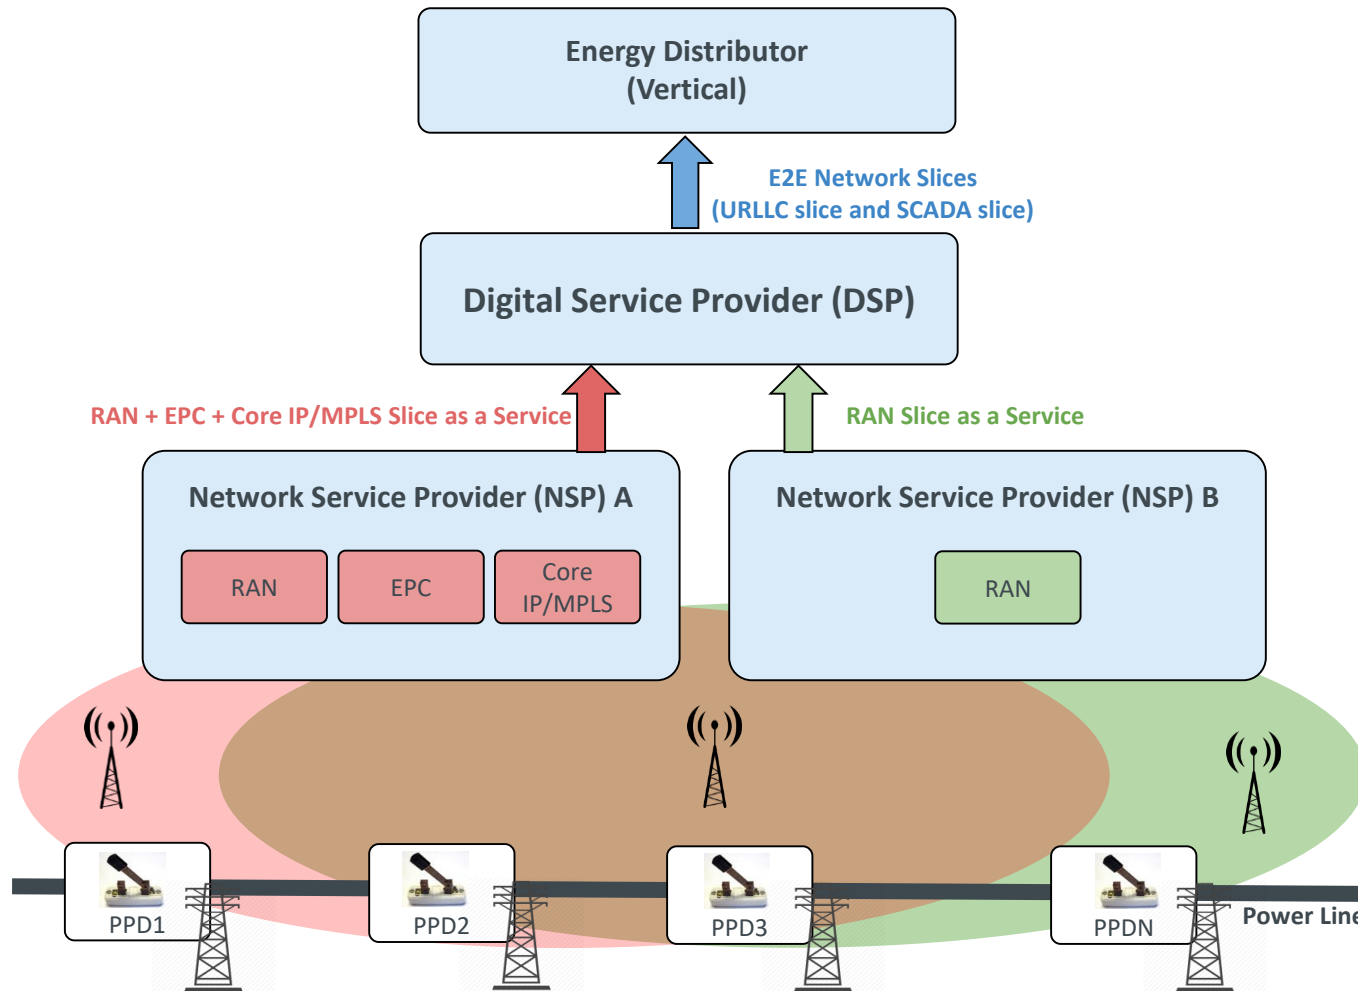 Energy Distributor
(Vertical)
E2E Network Slices
(URLLC slice and SCADA slice)
Digital Service Provider (DSP)
RAN + EPC + Core IP/MPLS Slice as a Service
RAN Slice as a Service
Network Service Provider (NSP) A
Network Service Provider (NSP) B
RAN
EPC
Core
IP/MPLS
RAN
PPD1
PPD2
PPD3
PPDN
Power Line